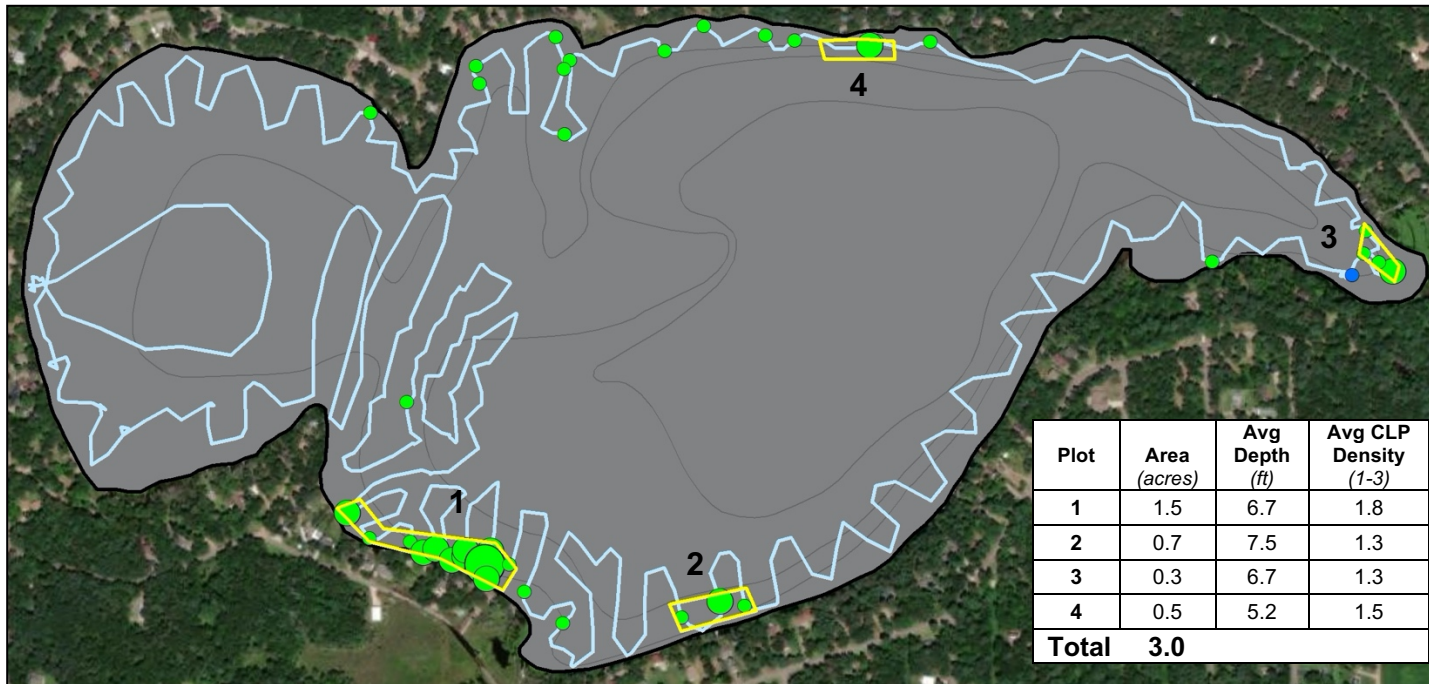 4
3
1
2
Plot Area (acres) Avg Depth (ft) Avg CLP Density (1-3)
1 1.5 6.7 1.8
2 0.7 7.5 1.3
3 0.3 6.7 1.3
4 0.5 5.2 1.5
Total 3.0